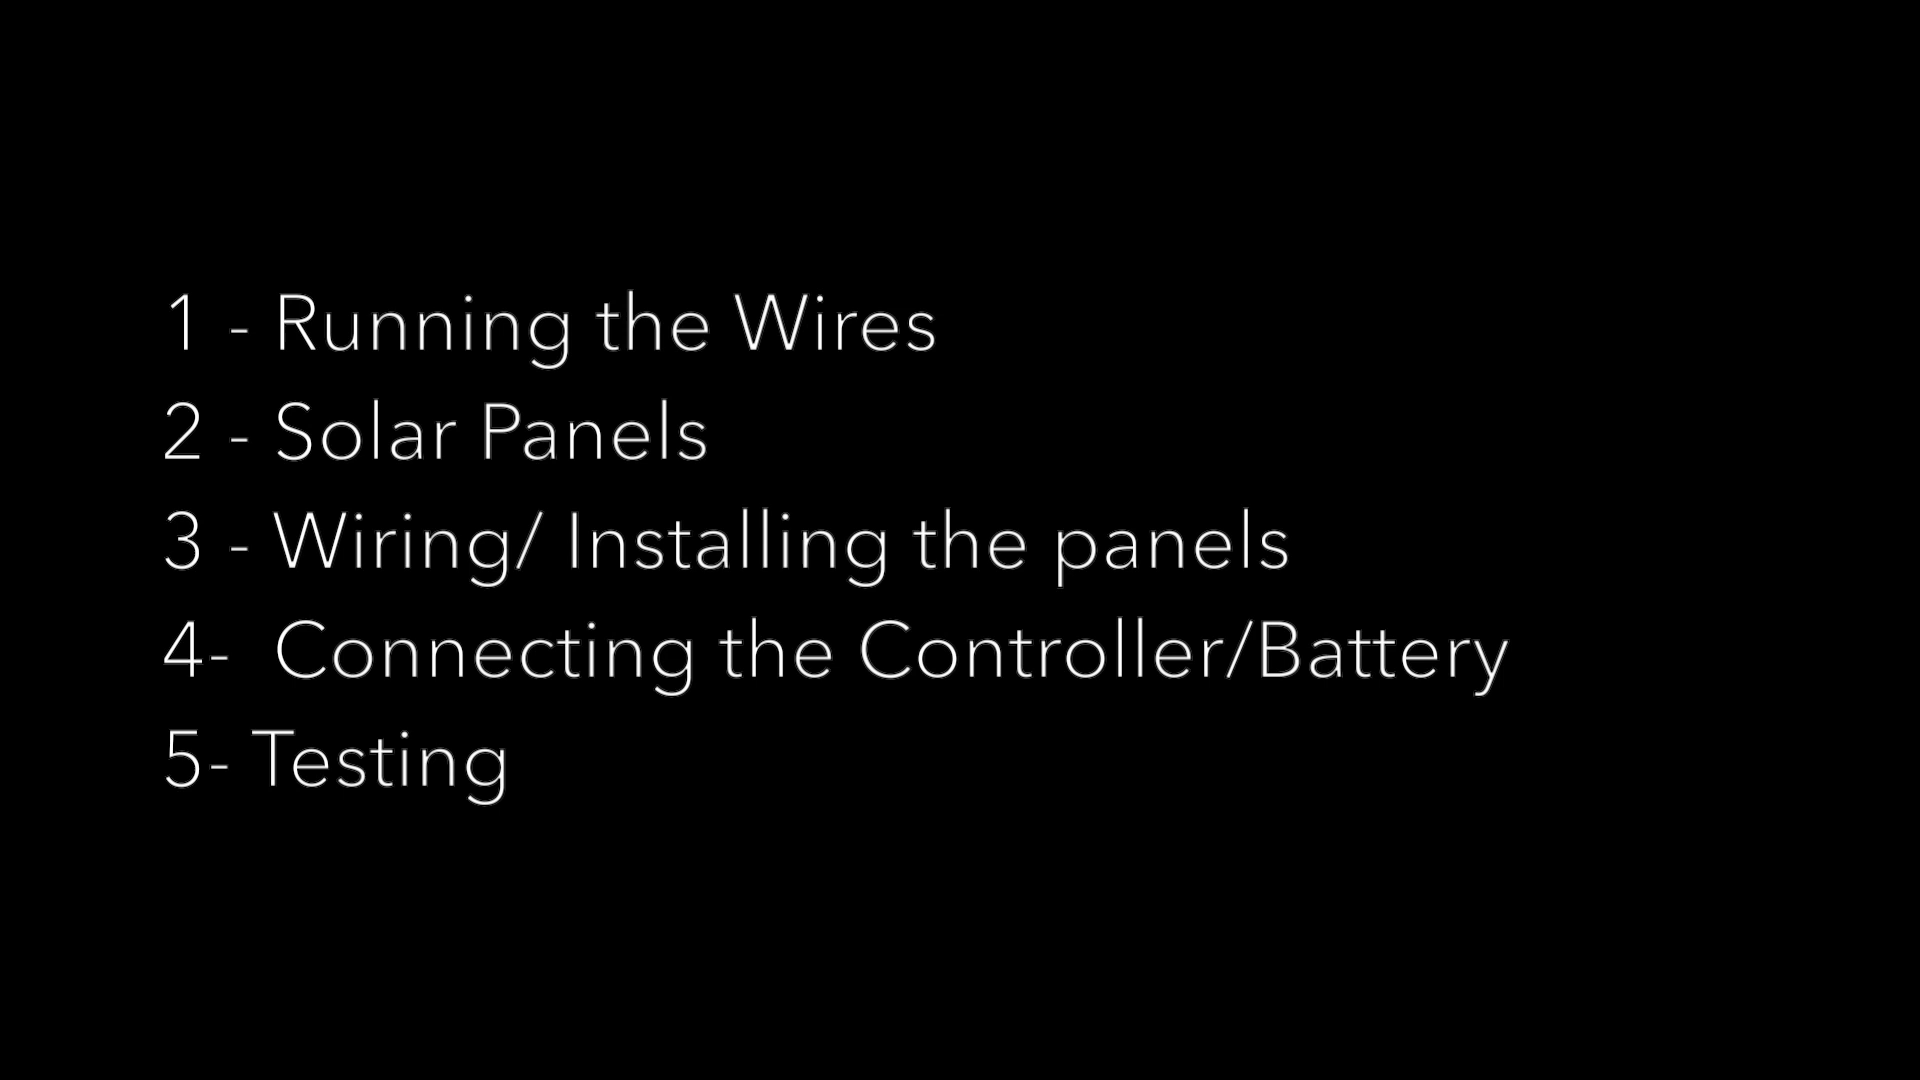 1 - Running the Wires
2 - Solar Panels
3 - Wiring/ Installing the panels
4-  Connecting the Controller/Battery
5- Testing